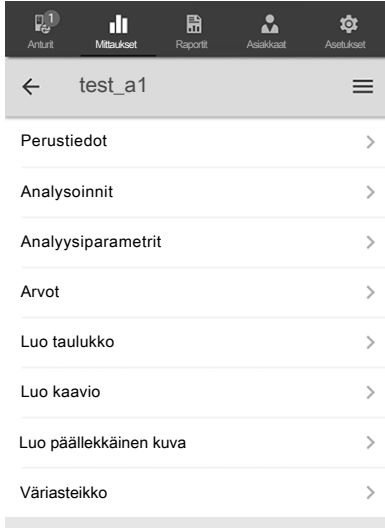 1
Anturit
Mittaukset
Raportit
Asiakkaat
Asetukset
test_a1
Perustiedot
Analysoinnit
Analyysiparametrit
Arvot
Luo taulukko
Luo kaavio
Luo päällekkäinen kuva
Väriasteikko